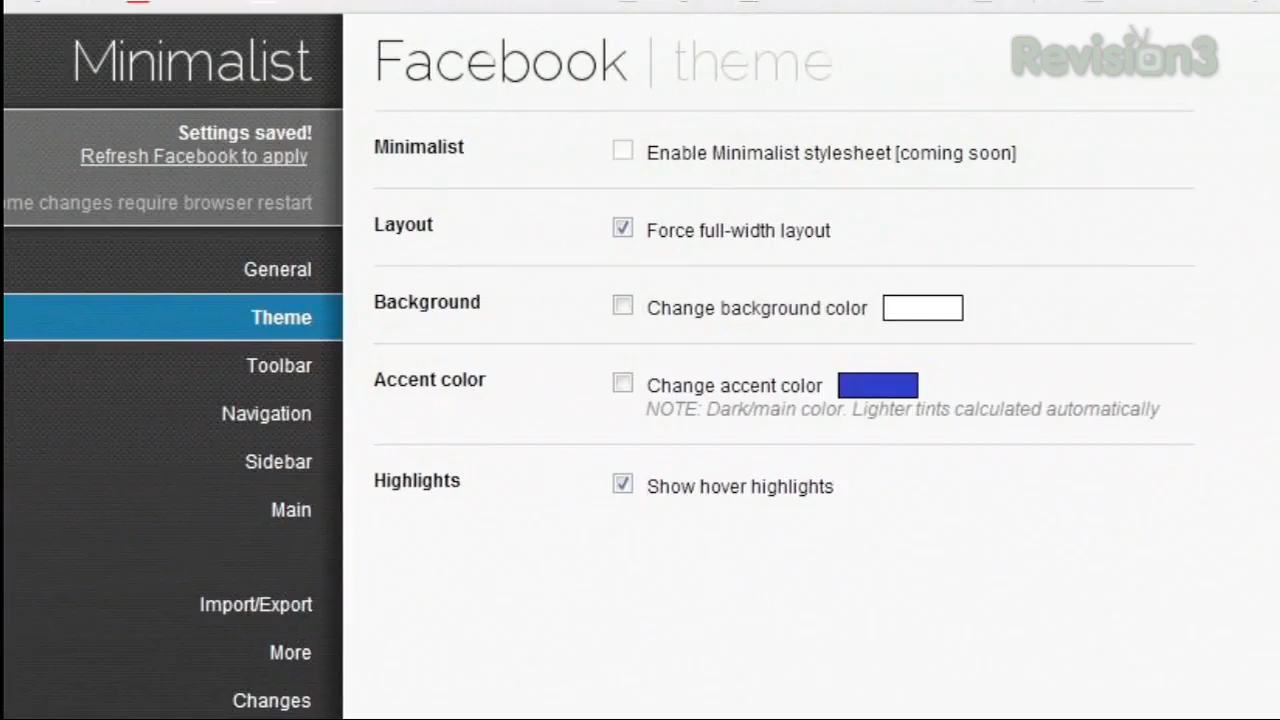 Minimalist
Settings saved!
Refresh Facebook to apply
ome changes require browser restart
General
Theme
Toolbar
Navigation
Sidebar
Main
Import/Export
More
Changes
Facebook | theme
Revision3
Minimalist
Enable Minimalist stylesheet [coming soon]
Layout
Force full-width layout
Background
Change background color
Accent color
Change accent color
NOTE: Dark/main color. Lighter tints calculated automatically
Highlights
Show hover highlights